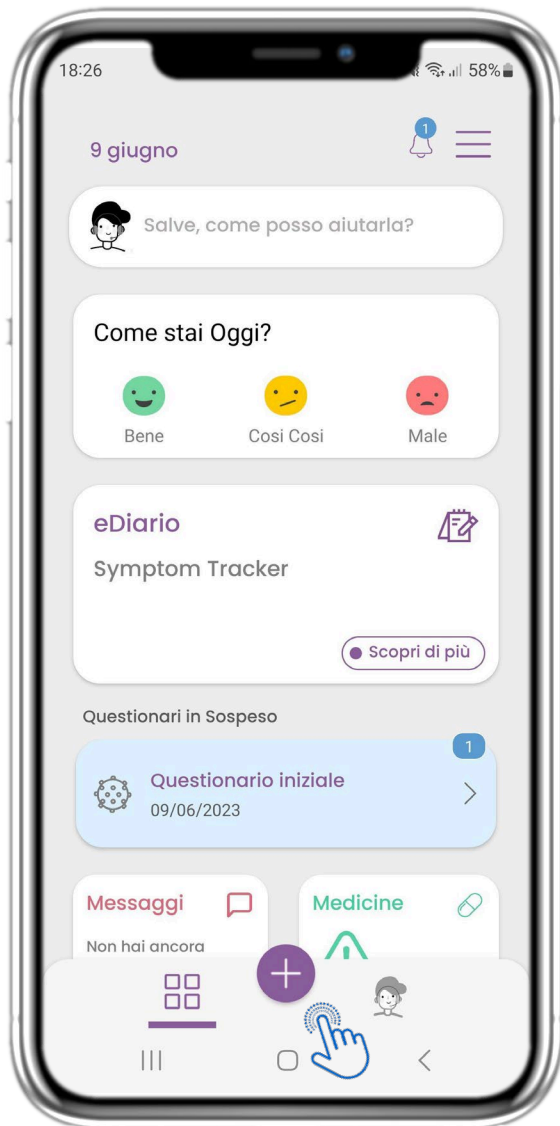 18:26
58%
1
9 giugno
Salve, come posso aiutarla?
Come stai Oggi?
Bene Cosi Cosi Male
eDiario
Symptom Tracker
Scopri di più
Questionari in Sospeso
1
Questionario iniziale
09/06/2023
Messaggi
Non hai ancora
Medicine